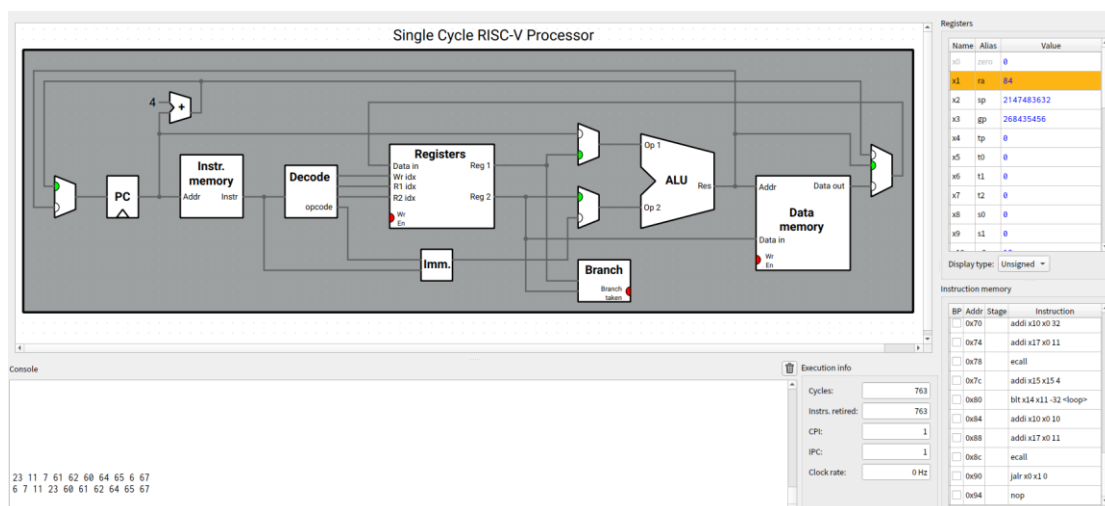 Single Cycle RISC-V Processor
4
+
PC
Instr.
memory
Addr Instr
Decode
opcode
Registers
Data in Reg 1
Wr idx
R1 idx
R2 idx Reg 2
Wr
En
Imm.
Op 1
ALU
Res
Op 2
Branch
Branch
taken
Addr Data out
Data
memory
Data in
Wr
En
Registers
Name Alias Value
x0 zero 0
x1 ra 84
x2 sp 2147483632
x3 gp 268435456
x4 tp 0
x5 t0 0
x6 t1 0
x7 t2 0
x8 s0 0
x9 s1 0
Display type: Unsigned
Instruction memory
BP Addr Stage Instruction
0x70 addi x10 x0 32
0x74 addi x17 x0 11
0x78 ecall
0x7c addi x15 x15 4
0x80 blt x14 x11 -32 <loop>
0x84 addi x10 x0 10
0x88 addi x17 x0 11
0x8c ecall
0x90 jalr x0 x1 0
0x94 nop
Console
23 11 7 61 62 60 64 65 6 67
6 7 11 23 60 61 62 64 65 67
Execution info
Cycles: 763
Instrs. retired: 763
CPI: 1
IPC: 1
Clock rate: 0 Hz